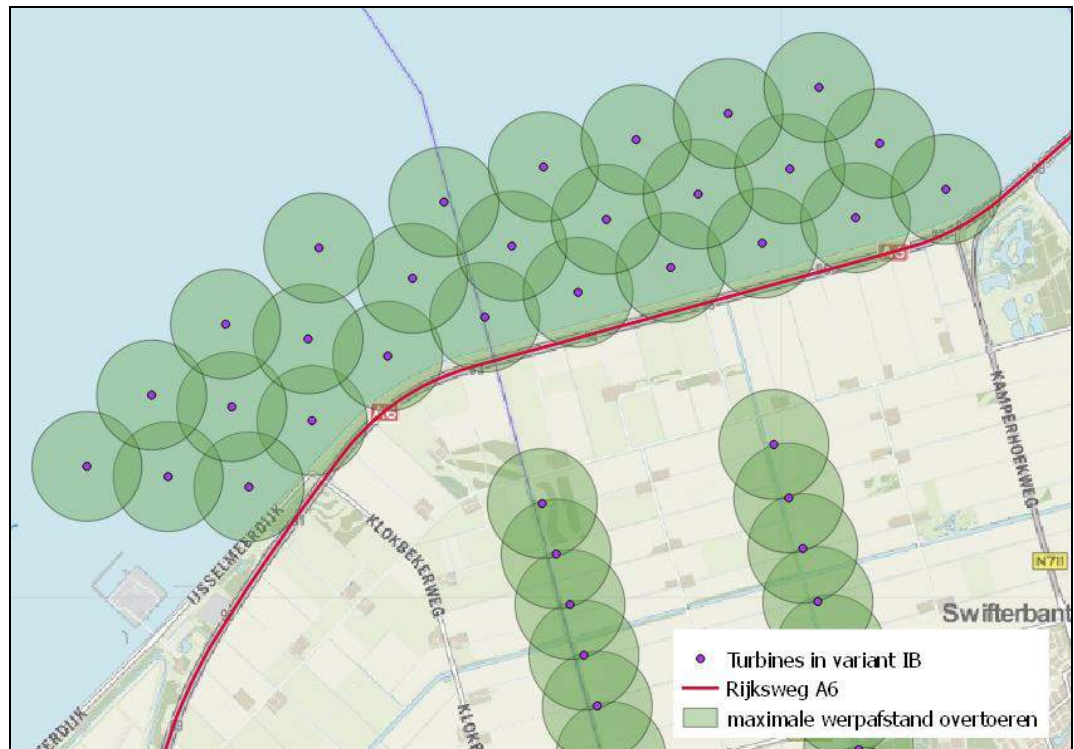 A6
A6
KAMPERHOEKWEG
IJSSELMEERDIJK
KLOKBEKERWEG
N711
Swifterbant
Turbines in variant IB
Rijksweg A6
maximale werpafstand overtoeren